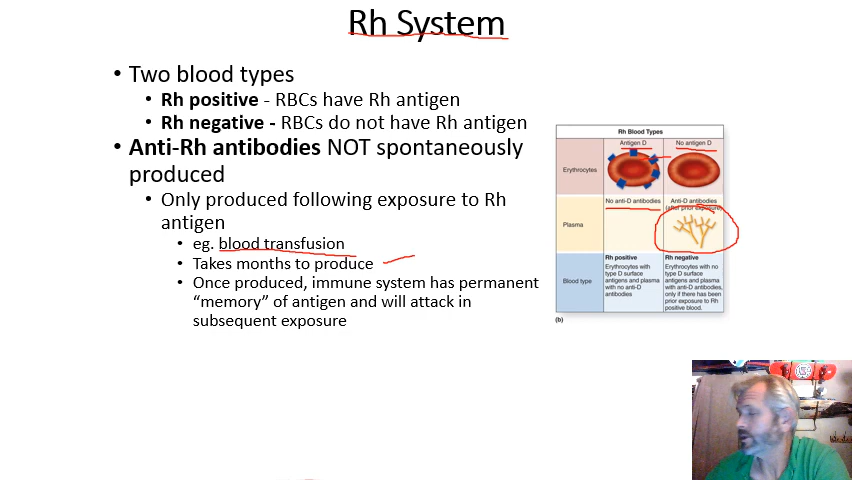 Rh System
• Two blood types
• Rh positive - RBCs have Rh antigen
• Rh negative - RBCs do not have Rh antigen
• Anti-Rh antibodies NOT spontaneously
produced
• Only produced following exposure to Rh
antigen
• eg. blood transfusion
• Takes months to produce
• Once produced, immune system has permanent
“memory” of antigen and will attack in
subsequent exposure
Rh Blood Types
Antigen D
No antigen D
Erythrocytes
No anti-D antibodies
Anti-D antibodies
(after prior exposure)
Plasma
Blood type
Rh positive
Erythrocytes with
type D surface
antigens and plasma
with no anti-D
antibodies
Rh negative
Erythrocytes with no
type D surface
antigens and plasma
with anti-D antibodies,
only if there has been
prior exposure to Rh
positive blood.
(b)